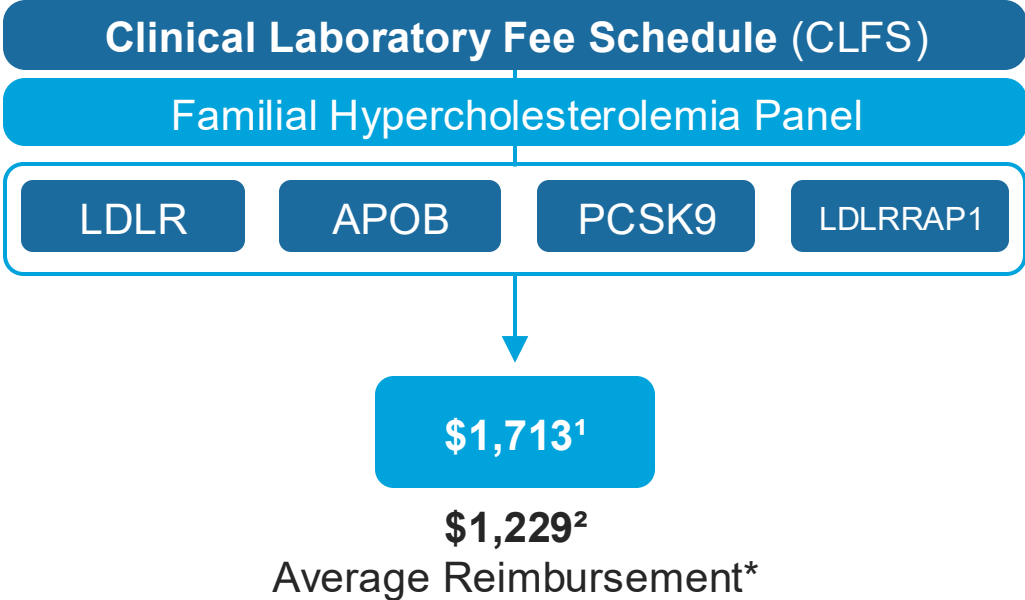 Clinical Laboratory Fee Schedule (CLFS)
Familial Hypercholesterolemia Panel
LDLR
APOB
PCSK9
LDLRRAP1
$1,713¹
$1,229²
Average Reimbursement*